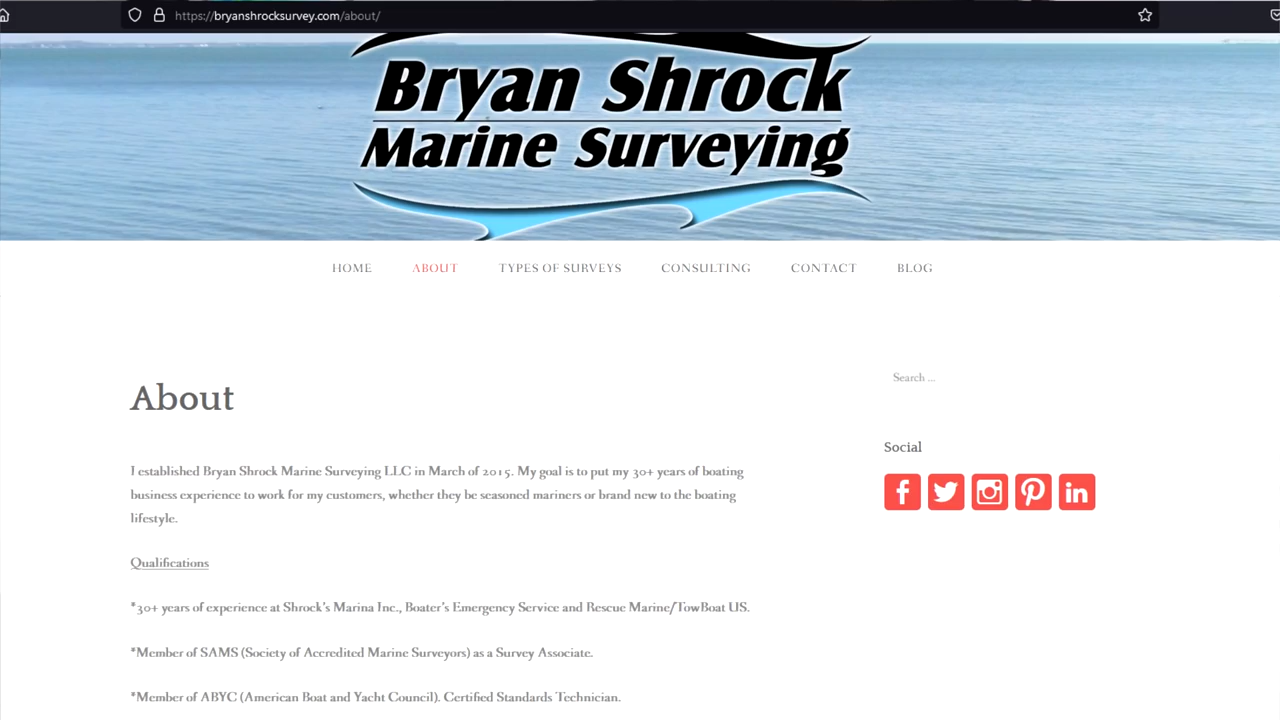 https://bryanshrocksurvey.com/about/
Bryan Shrock
Marine Surveying
HOME ABOUT TYPES OF SURVEYS CONSULTING CONTACT BLOG
Search ...
About
Social
I established Bryan Shrock Marine Surveying LLC in March of 2015. My goal is to put my 30+ years of boating
business experience to work for my customers, whether they be seasoned mariners or brand new to the boating
lifestyle.
Qualifications
*30+ years of experience at Shrock's Marina Inc., Boater's Emergency Service and Rescue Marine/TowBoat US.
*Member of SAMS (Society of Accredited Marine Surveyors) as a Survey Associate.
*Member of ABYC (American Boat and Yacht Council). Certified Standards Technician.